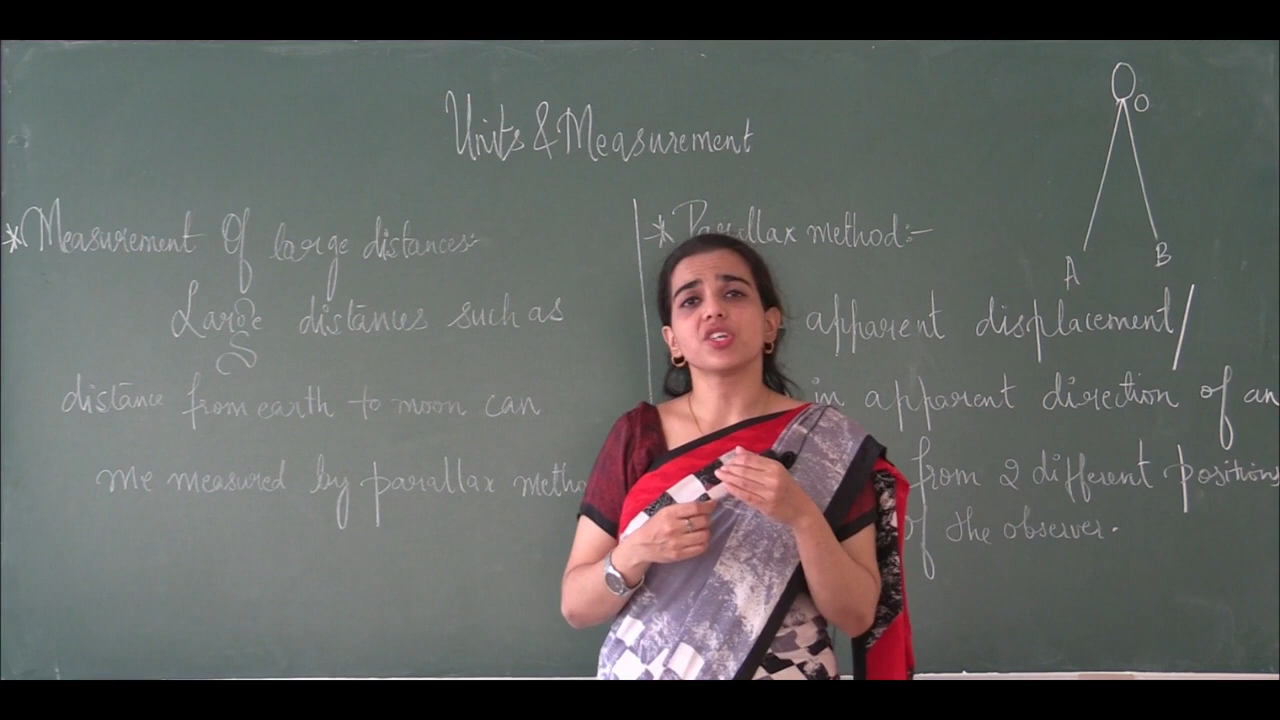 Units & Measurement
* Measurement Of large distances:-
Large distances such as
distance from earth to moon can
me measured by parallax metho
* Parallax method:-
apparent displacement/
in apparent direction of an
from 2 different positions
of the observer.
O
A
B